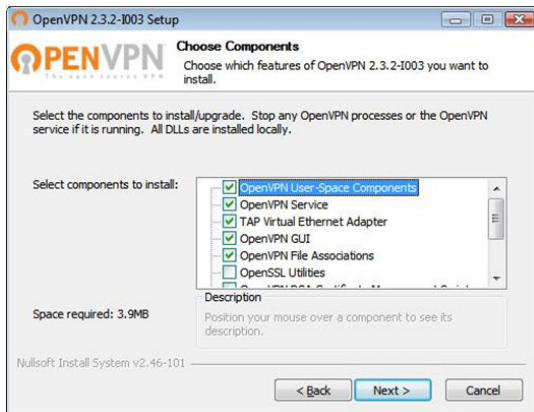 OpenVPN 2.3.2-I003 Setup
OPENVPN
The open source VPN
Choose Components
Choose which features of OpenVPN 2.3.2-I003 you want to
install.
Select the components to install/upgrade. Stop any OpenVPN processes or the OpenVPN
service if it is running. All DLLs are installed locally.
Select components to install:
OpenVPN User-Space Components
OpenVPN Service
TAP Virtual Ethernet Adapter
OpenVPN GUI
OpenVPN File Associations
OpenSSL Utilities
Space required: 3.9MB
Description
Position your mouse over a component to see its
description.
Nullsoft Install System v2.46-101
< Back
Next >
Cancel